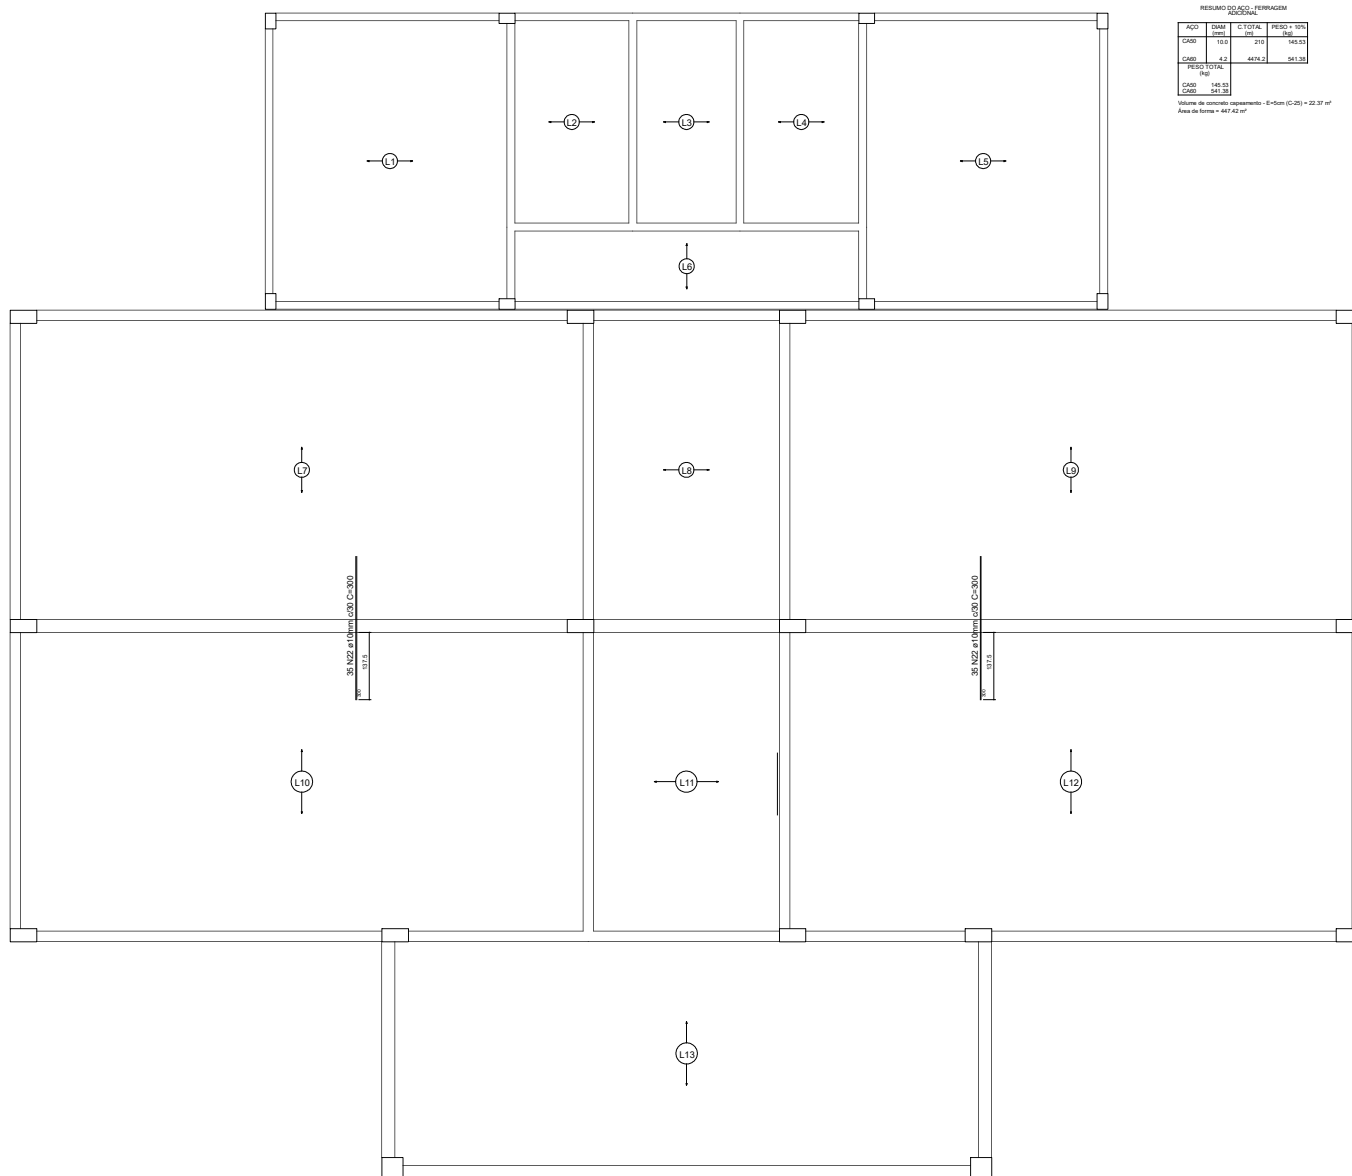 RESUMO DO AÇO - FERRAGEM
ADICIONAL
AÇO DIAM C.TOTAL PESO + 10%
(mm) (m) (kg)
CA50 10.0 210 145.53
CA60 4.2 4474.2 541.38
PESO TOTAL
(kg)
CA50 145.53
CA60 541.38
Volume de concreto capeamento - E=5cm (C-25) = 22.37 m³
Área de forma = 447.42 m²
L1
L2
L3
L4
L5
L6
L7
L8
L9
35 N22 ø10mm c/30 C=300
137.5
300
35 N22 ø10mm c/30 C=300
137.5
300
L10
L11
L12
L13